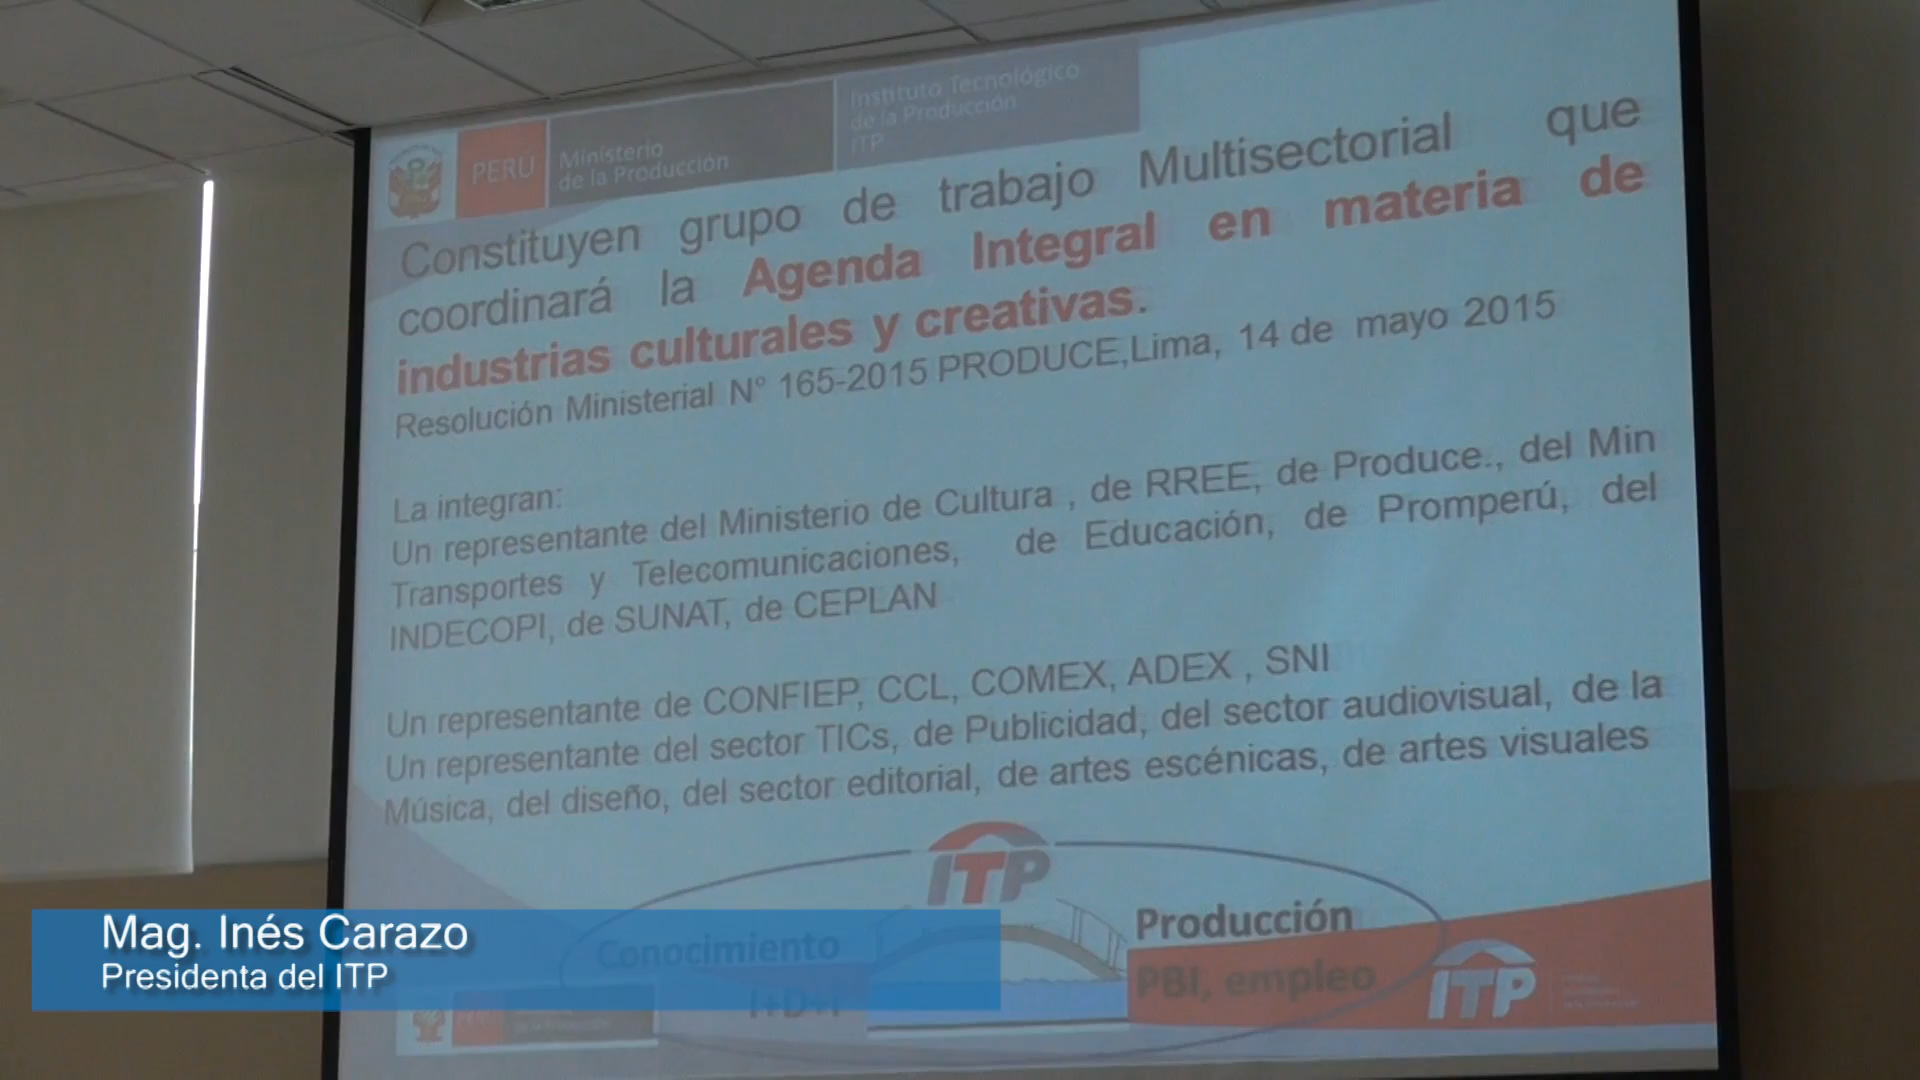 PERÚ
Ministerio
de la Producción
Instituto Tecnológico
de la Producción
ITP
Constituyen grupo de trabajo Multisectorial que
coordinará la Agenda Integral en materia de
industrias culturales y creativas.
Resolución Ministerial N° 165-2015 PRODUCE,Lima, 14 de mayo 2015
La integran:
Un representante del Ministerio de Cultura , de RREE, de Produce., del Min
Transportes y Telecomunicaciones, de Educación, de Promperú, del
INDECOPI, de SUNAT, de CEPLAN
Un representante de CONFIEP, CCL, COMEX, ADEX , SNI
Un representante del sector TICs, de Publicidad, del sector audiovisual, de la
Música, del diseño, del sector editorial, de artes escénicas, de artes visuales
ITP
Conocimiento
I+D+i
Producción
PBI, empleo
ITP
Mag. Inés Carazo
Presidenta del ITP